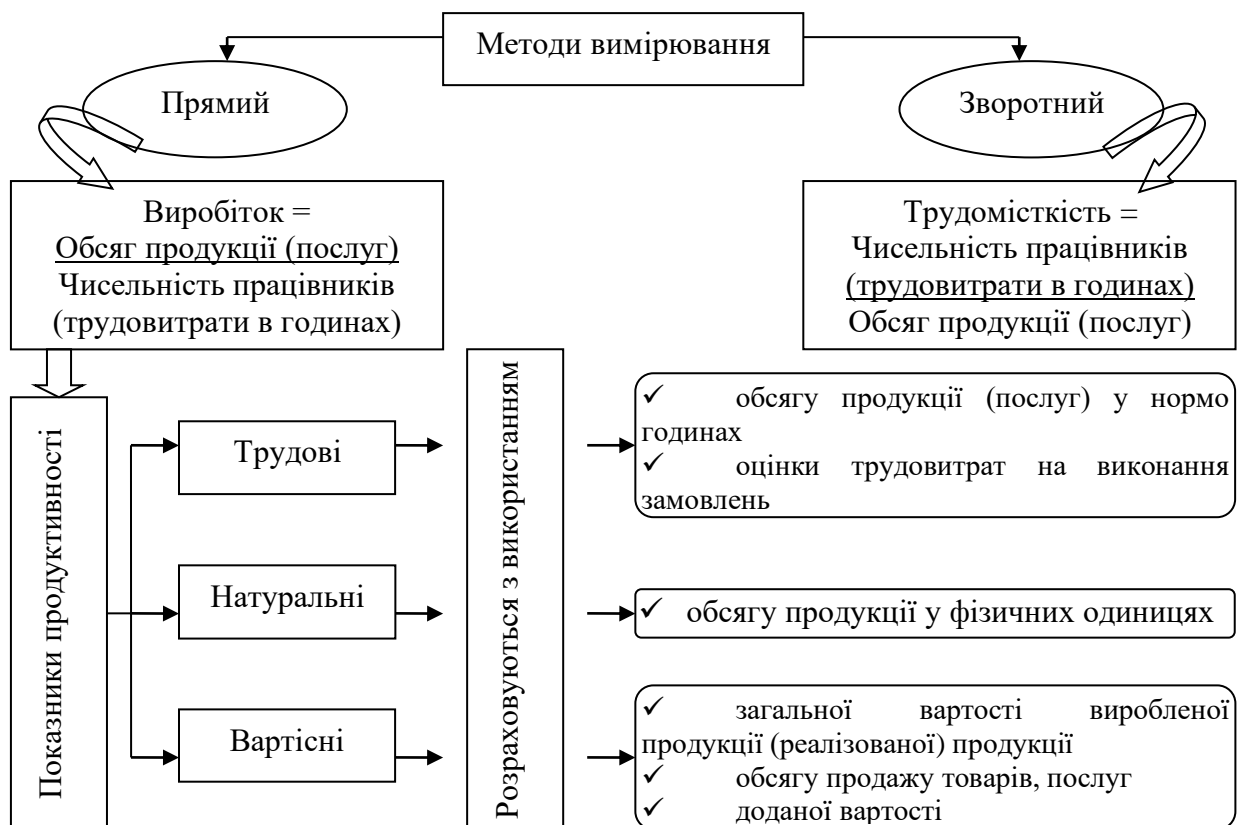 Методи вимірювання
Прямий
Зворотний
Виробіток =
Обсяг продукції (послуг)
Чисельність працівників
(трудовитрати в годинах)
Трудомісткість =
Чисельність працівників
(трудовитрати в годинах)
Обсяг продукції (послуг)
Показники продуктивності
Трудові
Натуральні
Вартісні
Розраховуються з використанням
✓ обсягу продукції (послуг) у нормо
годинах
✓ оцінки трудовитрат на виконання
замовлень
✓ обсягу продукції у фізичних одиницях
✓ загальної вартості виробленої
продукції (реалізованої) продукції
✓ обсягу продажу товарів, послуг
✓ доданої вартості